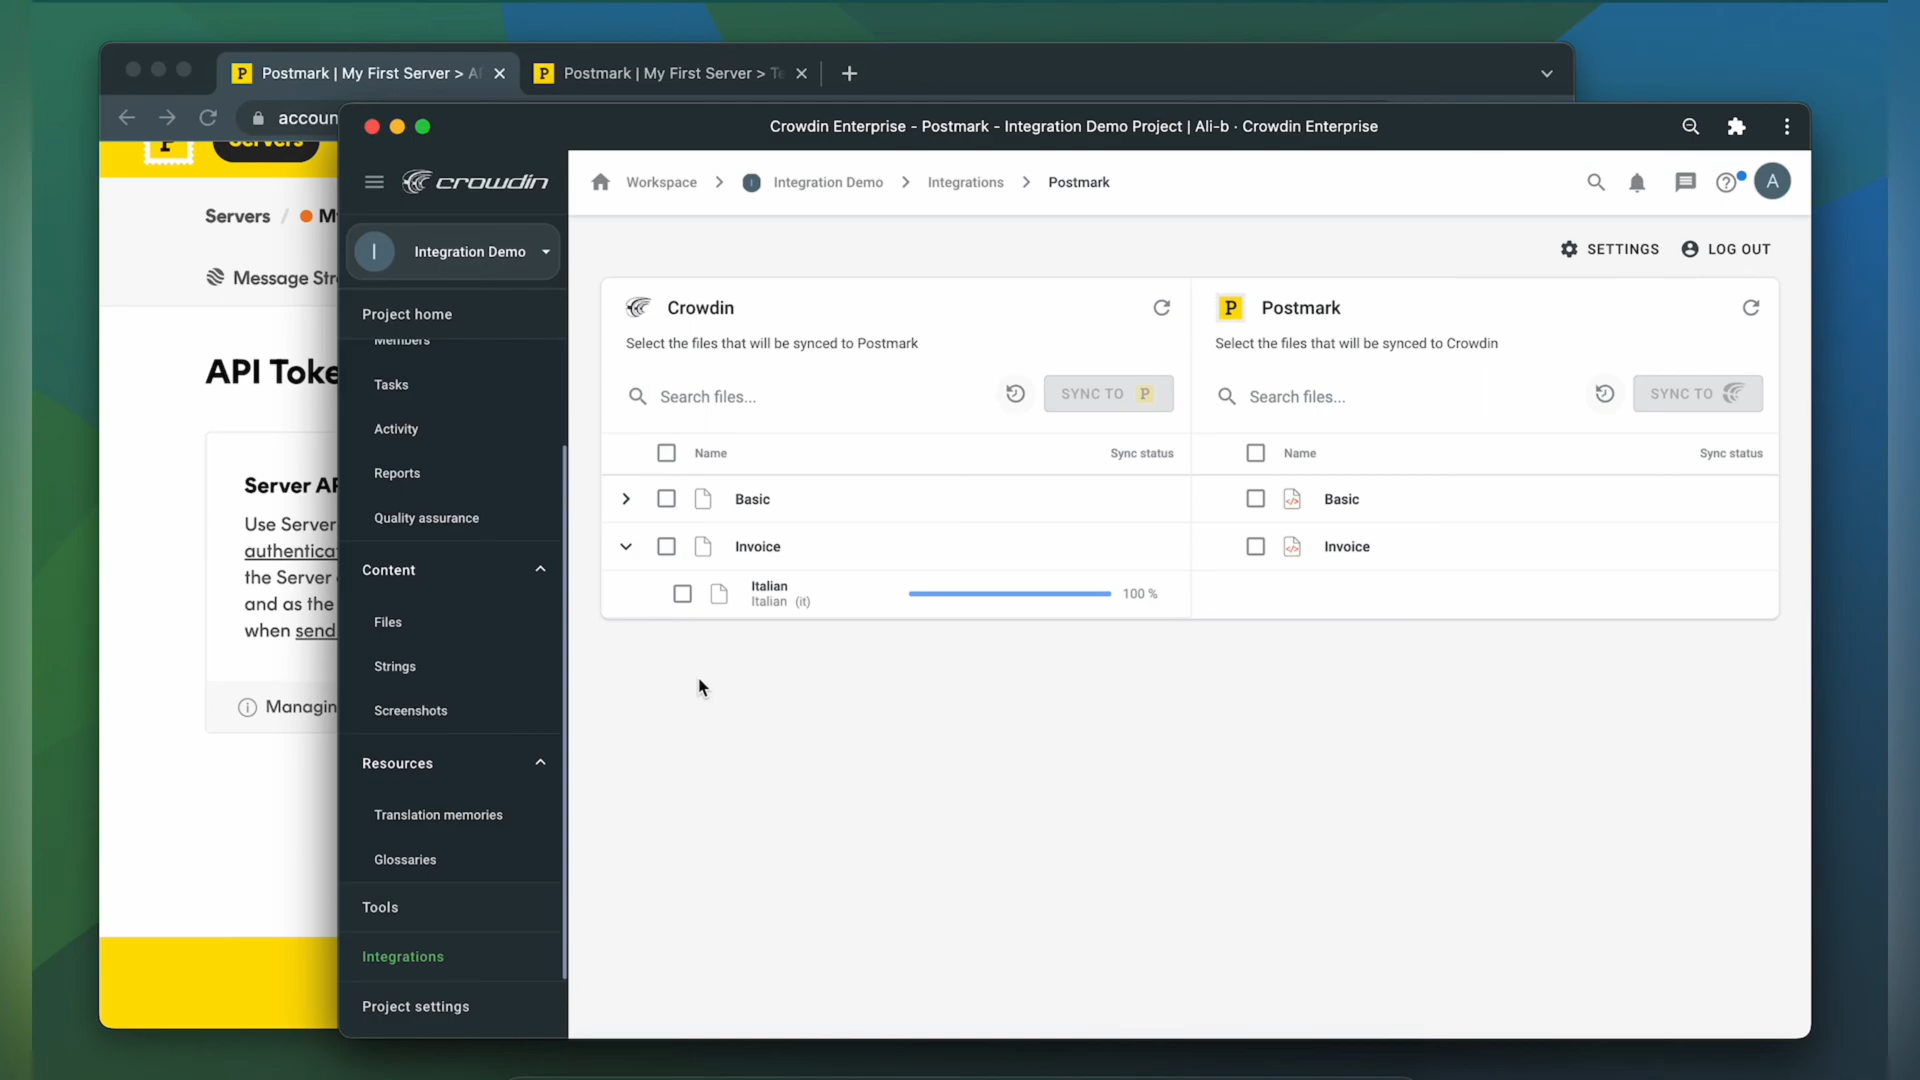 Postmark | My First Server > A
Postmark | My First Server > Te
accoun
Servers
Servers / M
Message Str
API Toke
Server AP
Use Server
authentica
the Server
and as the
when send
Managin
Crowdin Enterprise - Postmark - Integration Demo Project | Ali-b · Crowdin Enterprise
crowdin
I Integration Demo
Project home
Members
Tasks
Activity
Reports
Quality assurance
Content
Files
Strings
Screenshots
Resources
Translation memories
Glossaries
Tools
Integrations
Project settings
Workspace > I Integration Demo > Integrations > Postmark
A
SETTINGS
LOG OUT
Crowdin
Select the files that will be synced to Postmark
Search files...
SYNC TO P
Name Sync status
Basic
Invoice
Italian
Italian (it)
100 %
P Postmark
Select the files that will be synced to Crowdin
Search files...
SYNC TO
Name Sync status
Basic
Invoice